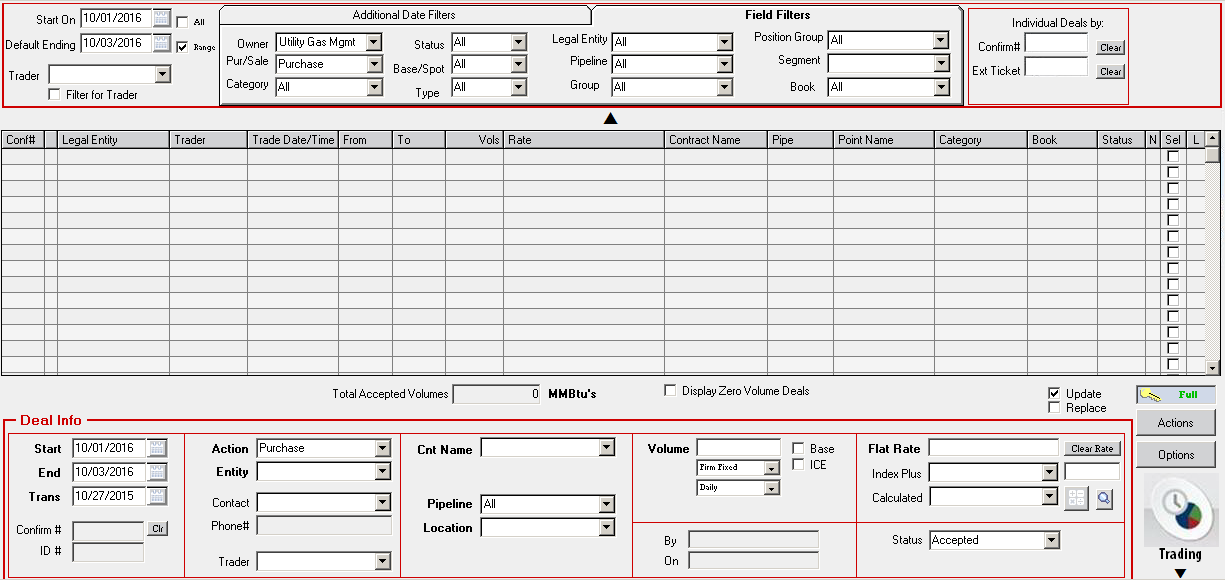 Start On 10/01/2016 All
Default Ending 10/03/2016 Range
Trader
Filter for Trader
Additional Date Filters Field Filters
Owner Utility Gas Mgmt Status All Legal Entity All Position Group All
Pur/Sale Purchase Base/Spot All Pipeline All Segment
Category All Type All Group All Book All
Individual Deals by:
Confirm# Clear
Ext Ticket Clear
Conf# Legal Entity Trader Trade Date/Time From To Vols Rate Contract Name Pipe Point Name Category Book Status N Sel L
Total Accepted Volumes 0 MMBtu's Display Zero Volume Deals
Update
Replace
Full
Actions
Options
Trading
Deal Info
Start 10/01/2016
End 10/03/2016
Trans 10/27/2015
Confirm # Clr
ID #
Action Purchase
Entity
Contact
Phone#
Trader
Cnt Name
Pipeline All
Location
Volume Base
Firm Fixed ICE
Daily
By
On
Flat Rate Clear Rate
Index Plus
Calculated
Status Accepted